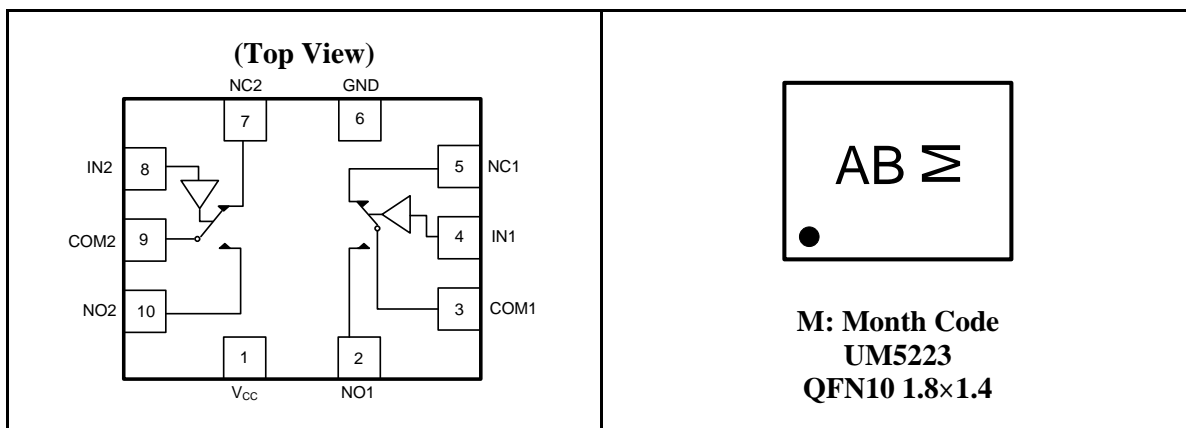 (Top View)
NC2 GND
7 6
IN2 8 5 NC1
COM2 9 4 IN1
NO2 10 3 COM1
1 2
VCC NO1
AB M
M: Month Code
UM5223
QFN10 1.8×1.4